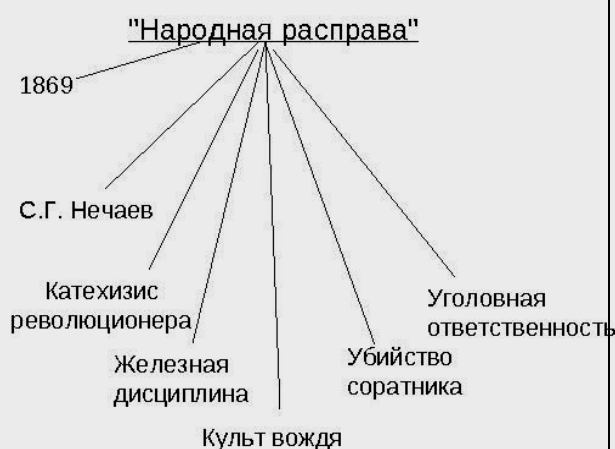 "Народная расправа"
1869
С.Г. Нечаев
Катехизис
революционера
Железная
дисциплина
Культ вождя
Убийство
соратника
Уголовная
ответственность